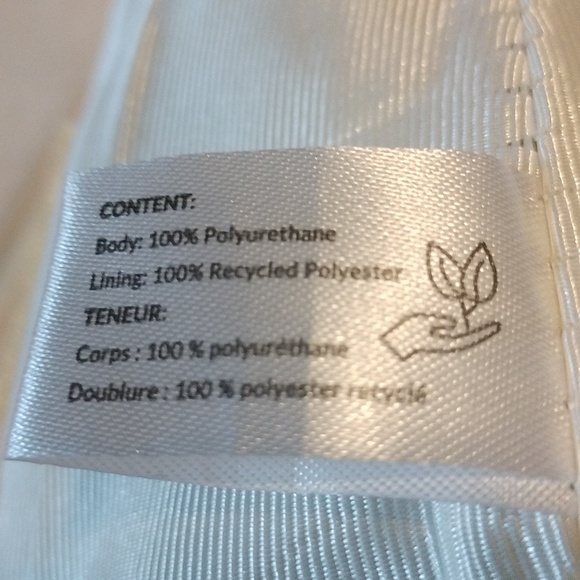 CONTENT:
Body: 100% Polyurethane
Lining: 100% Recycled Polyester
TENEUR:
Corps : 100 % polyuréthane
Doublure : 100 % polyester recyclé